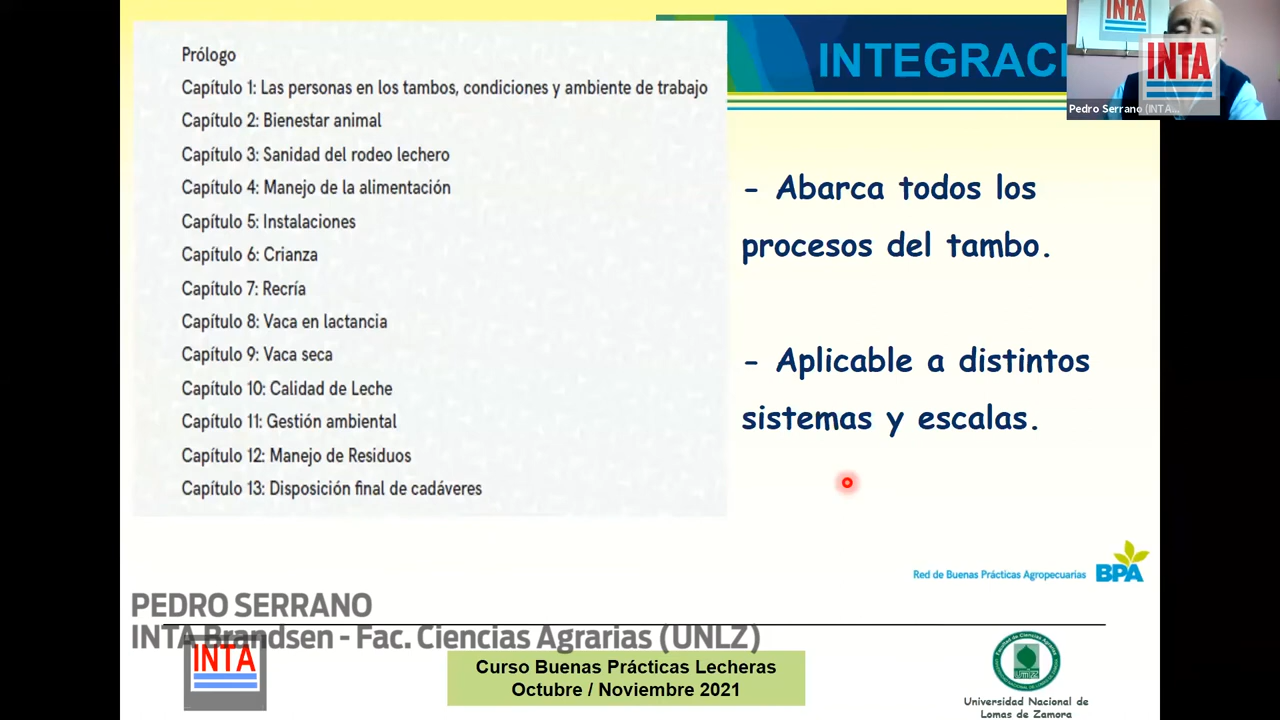 Prólogo
Capítulo 1: Las personas en los tambos, condiciones y ambiente de trabajo
Capítulo 2: Bienestar animal
Capítulo 3: Sanidad del rodeo lechero
Capítulo 4: Manejo de la alimentación
Capítulo 5: Instalaciones
Capítulo 6: Crianza
Capítulo 7: Recría
Capítulo 8: Vaca en lactancia
Capítulo 9: Vaca seca
Capítulo 10: Calidad de Leche
Capítulo 11: Gestión ambiental
Capítulo 12: Manejo de Residuos
Capítulo 13: Disposición final de cadáveres
INTEGRACI
INTA
INTA
Pedro Serrano (INTA...
- Abarca todos los
procesos del tambo.
- Aplicable a distintos
sistemas y escalas.
Red de Buenas Prácticas Agropecuarias
BPA
PEDRO SERRANO
INTA Brandsen - Fac. Ciencias Agrarias (UNLZ)
INTA
Curso Buenas Prácticas Lecheras
Octubre / Noviembre 2021
Universidad Nacional de
Lomas de Zamora